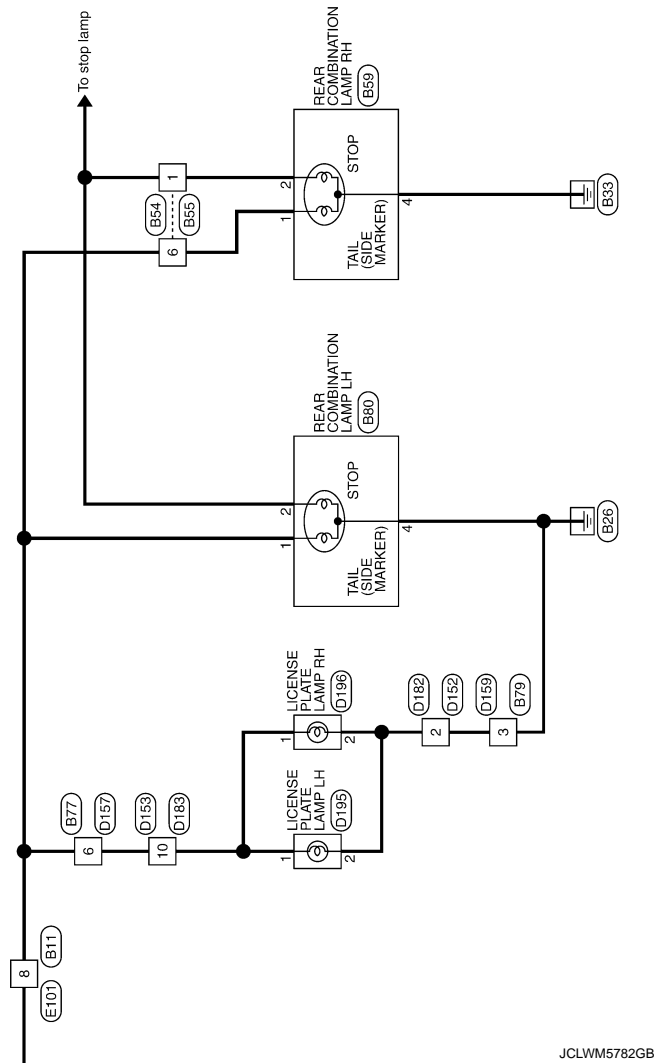 To stop lamp
REAR
COMBINATION
LAMP RH
B59
1
B54
B55
6
2
1
STOP
TAIL
(SIDE
MARKER)
4
B33
REAR
COMBINATION
LAMP LH
B80
2
1
STOP
TAIL
(SIDE
MARKER)
4
B26
LICENSE
PLATE
LAMP RH
D196
1
2
D182
D152
2
D159
B79
3
B77
D157
6
D153
D183
10
LICENSE
PLATE
LAMP LH
D195
1
2
8
B11
E101
JCLWM5782GB